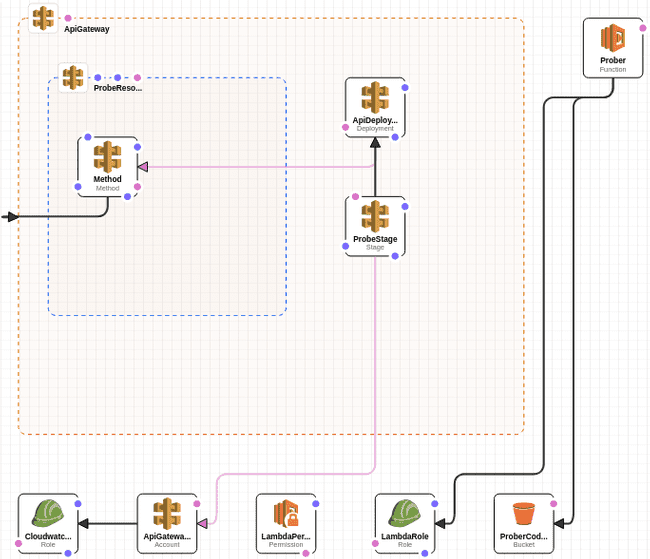 ApiGateway
Prober
Function
ProbeReso...
ApiDeploy...
Deployment
Method
Method
ProbeStage
Stage
Cloudwatc...
Role
ApiGatewa...
Account
LambdaPer...
Permission
LambdaRole
Role
ProberCod...
Bucket